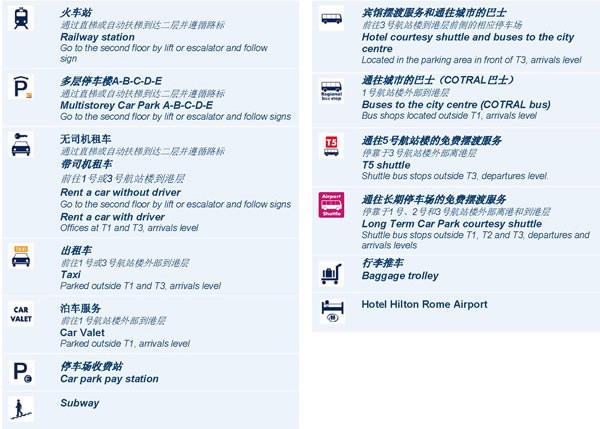 火车站
通过直梯或自动扶梯到达二层并遵循路标
Railway station
Go to the second floor by lift or escalator and follow
sign
P
多层停车楼A-B-C-D-E
通过直梯或自动扶梯到达二层并遵循路标
Multistorey Car Park A-B-C-D-E
Go to the second floor by lift or escalator and follow signs
无司机租车
通过直梯或自动扶梯到达二层并遵循路标
带司机租车
前往1号或3号航站楼到港层
Rent a car without driver
Go to the second floor by lift or escalator and follow signs
Rent a car with driver
Offices at T1 and T3, arrivals level
TAXI
出租车
前往1号或3号航站楼外部到港层
Taxi
Parked outside T1 and T3, arrivals level
CAR
VALET
泊车服务
前往1号航站楼外部到港层
Car Valet
Parked outside T1, arrivals level
P
停车场收费站
Car park pay station
Subway
宾馆摆渡服务和通往城市的巴士
前往3号航站楼到港层前侧的相应停车场
Hotel courtesy shuttle and buses to the city
centre
Located in the parking area in front of T3, arrivals level
Regional
bus stop
通往城市的巴士（COTRAL巴士）
1号航站楼外部到港层
Buses to the city centre (COTRAL bus)
Bus shops located outside T1, arrivals level
T5
通往5号航站楼的免费摆渡服务
停靠于3号航站楼外部离港层
T5 shuttle
Shuttle bus stops outside T3, departures level.
Airport
Shuttle
通往长期停车场的免费摆渡服务
停靠于1号、2号和3号航站楼外部离港和到港层
Long Term Car Park courtesy shuttle
Shuttle bus stops outside T1, T2 and T3, departures and
arrivals levels
行李推车
Baggage trolley
H
Hotel Hilton Rome Airport